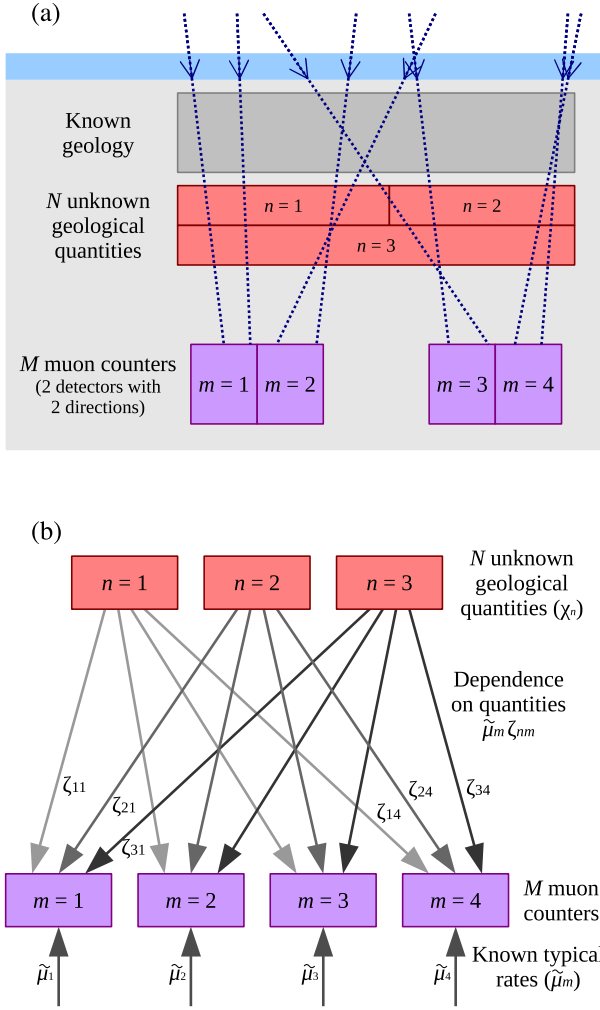 (a)
Known
geology
N unknown
geological
quantities
n = 1
n = 2
n = 3
M muon counters
(2 detectors with
2 directions)
m = 1
m = 2
m = 3
m = 4
(b)
n = 1
n = 2
n = 3
N unknown
geological
quantities (χn)
Dependence
on quantities
μ̃m ζnm
ζ11
ζ21
ζ31
ζ14
ζ24
ζ34
m = 1
m = 2
m = 3
m = 4
M muon
counters
μ̃1
μ̃2
μ̃3
μ̃4
Known typical
rates (μ̃m)